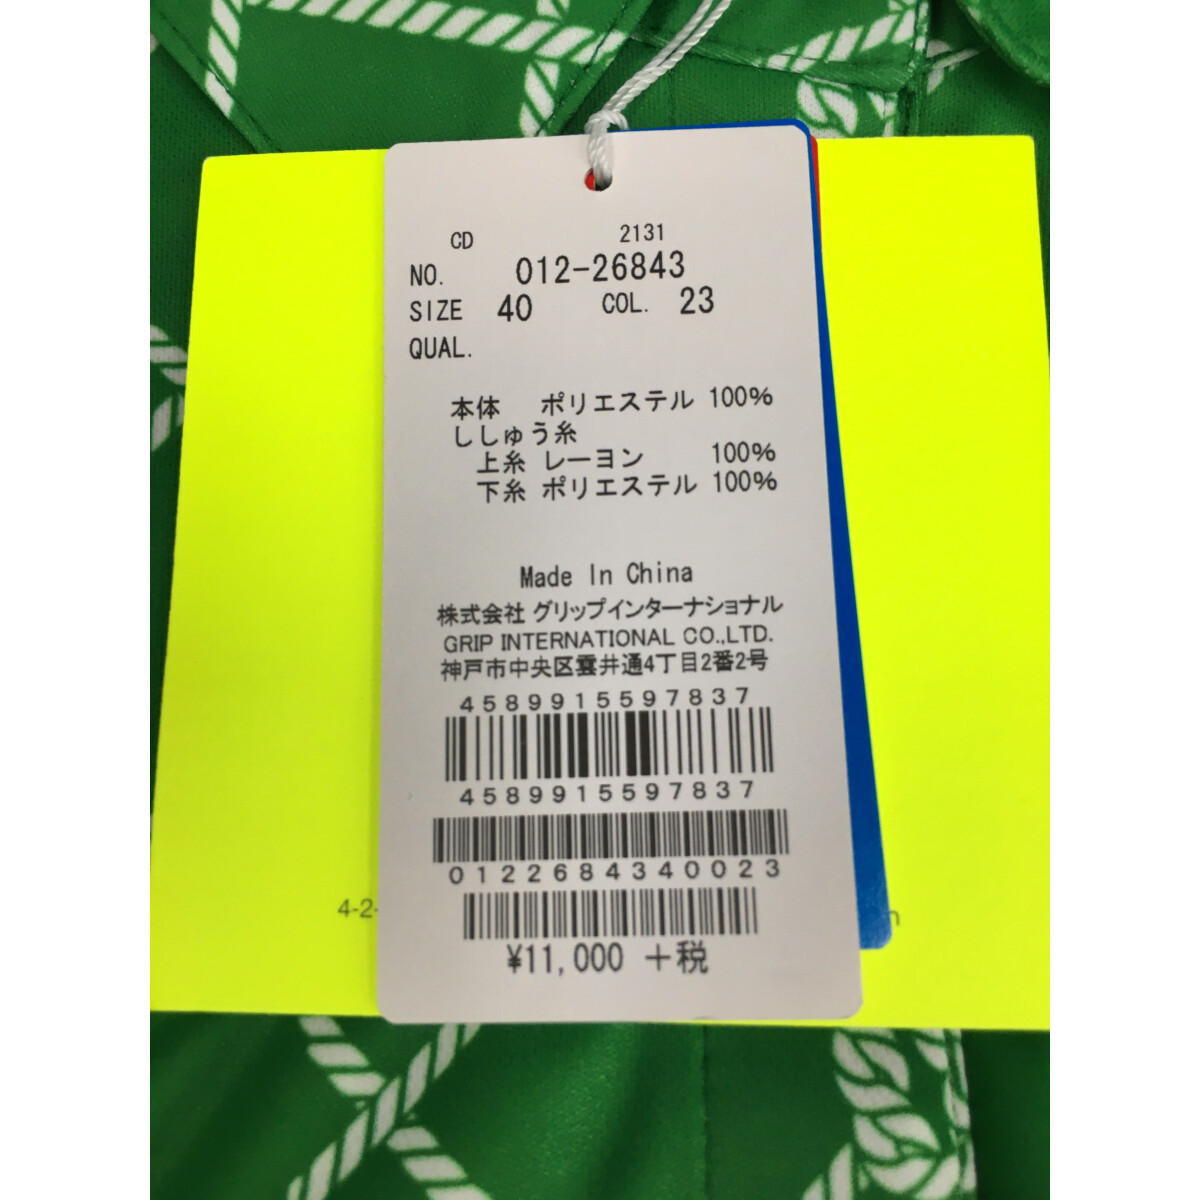 CD 2131
NO. 012-26843
SIZE 40 COL. 23
QUAL.
本体 ポリエステル 100%
ししゅう糸
上糸 レーヨン 100%
下糸 ポリエステル 100%
Made In China
株式会社 グリップインターナショナル
GRIP INTERNATIONAL CO.,LTD.
神戸市中央区雲井通4丁目2番2号
4589915597837
4589915597837
0122684340023
¥11,000 +税
4-2-